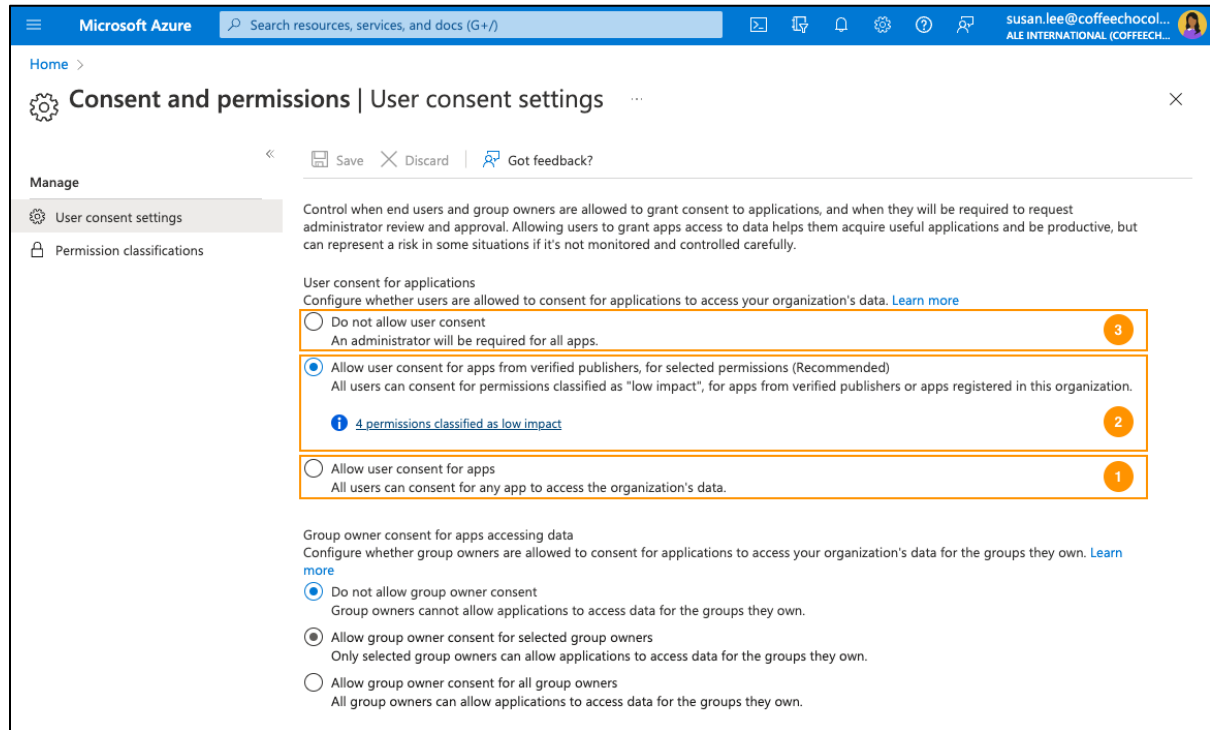 Microsoft Azure
Search resources, services, and docs (G+/)
susan.lee@coffeechocol...
ALE INTERNATIONAL (COFFEECH...
Home >
Consent and permissions | User consent settings ...
Save Discard Got feedback?
Manage
User consent settings
Permission classifications
Control when end users and group owners are allowed to grant consent to applications, and when they will be required to request
administrator review and approval. Allowing users to grant apps access to data helps them acquire useful applications and be productive, but
can represent a risk in some situations if it's not monitored and controlled carefully.
User consent for applications
Configure whether users are allowed to consent for applications to access your organization's data. Learn more
Do not allow user consent
An administrator will be required for all apps.
3
Allow user consent for apps from verified publishers, for selected permissions (Recommended)
All users can consent for permissions classified as "low impact", for apps from verified publishers or apps registered in this organization.
4 permissions classified as low impact
2
Allow user consent for apps
All users can consent for any app to access the organization's data.
1
Group owner consent for apps accessing data
Configure whether group owners are allowed to consent for applications to access your organization's data for the groups they own. Learn
more
Do not allow group owner consent
Group owners cannot allow applications to access data for the groups they own.
Allow group owner consent for selected group owners
Only selected group owners can allow applications to access data for the groups they own.
Allow group owner consent for all group owners
All group owners can allow applications to access data for the groups they own.